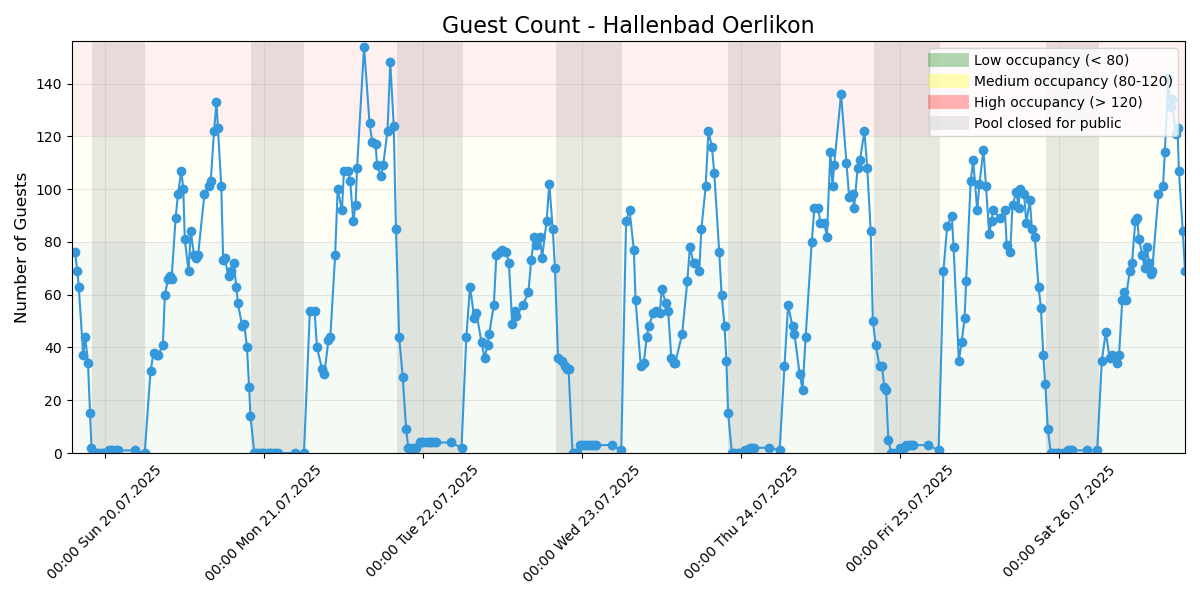 Guest Count - Hallenbad Oerlikon
Number of Guests
140
120
100
80
60
40
20
0
Low occupancy (< 80)
Medium occupancy (80-120)
High occupancy (> 120)
Pool closed for public
00:00 Sun 20.07.2025
00:00 Mon 21.07.2025
00:00 Tue 22.07.2025
00:00 Wed 23.07.2025
00:00 Thu 24.07.2025
00:00 Fri 25.07.2025
00:00 Sat 26.07.2025